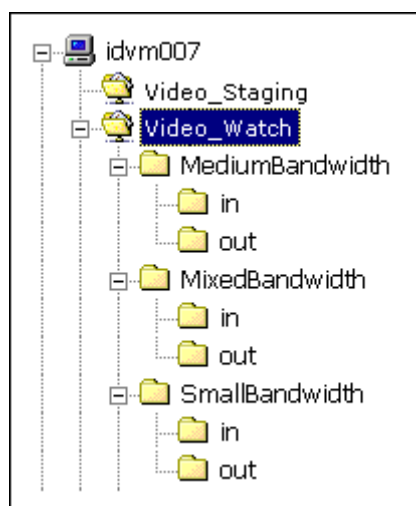 idvm007
Video_Staging
Video_Watch
MediumBandwidth
in
out
MixedBandwidth
in
out
SmallBandwidth
in
out